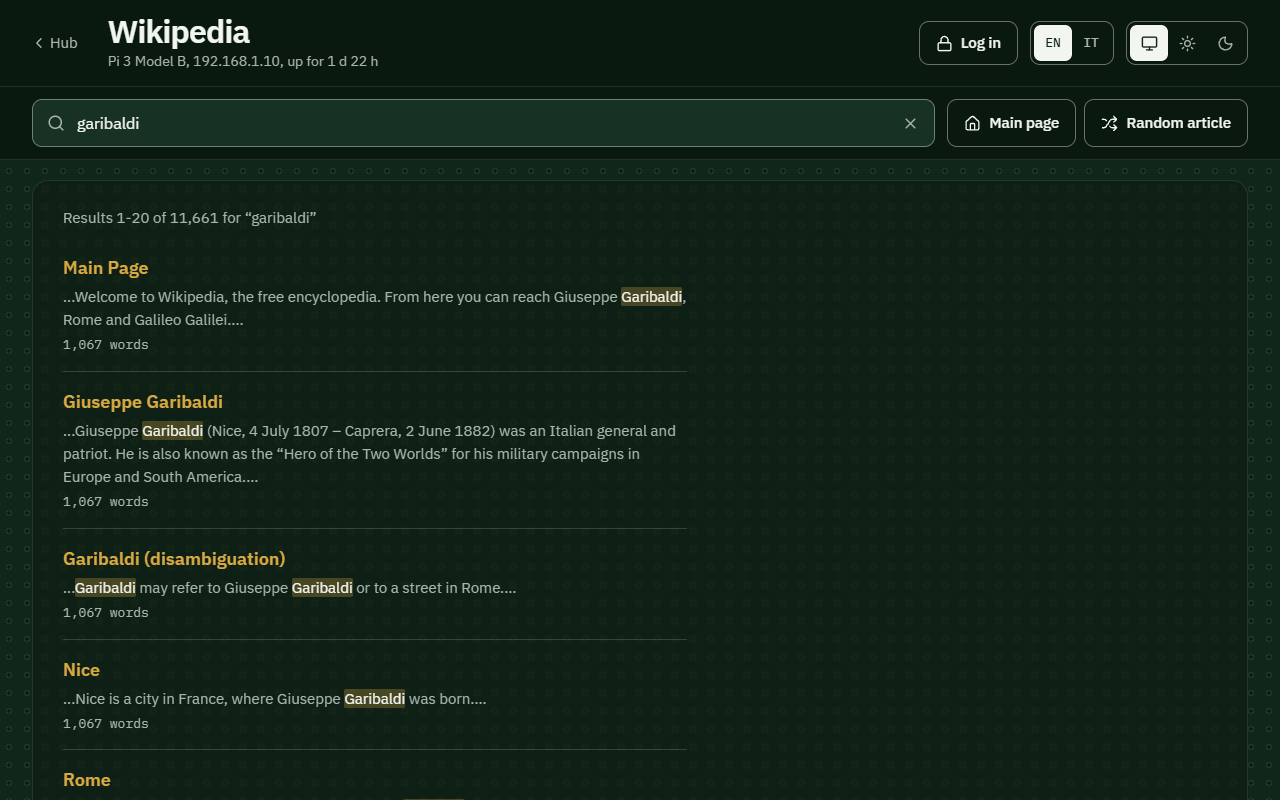 Hub
Wikipedia
Pi 3 Model B, 192.168.1.10, up for 1 d 22 h
Log in
EN
IT
garibaldi
Main page
Random article
Results 1-20 of 11,661 for “garibaldi”
Main Page
...Welcome to Wikipedia, the free encyclopedia. From here you can reach Giuseppe Garibaldi,
Rome and Galileo Galilei....
1,067 words
Giuseppe Garibaldi
...Giuseppe Garibaldi (Nice, 4 July 1807 – Caprera, 2 June 1882) was an Italian general and
patriot. He is also known as the “Hero of the Two Worlds” for his military campaigns in
Europe and South America....
1,067 words
Garibaldi (disambiguation)
...Garibaldi may refer to Giuseppe Garibaldi or to a street in Rome....
1,067 words
Nice
...Nice is a city in France, where Giuseppe Garibaldi was born....
1,067 words
Rome